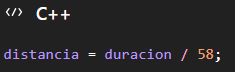 </> C++
distancia = duracion / 58;